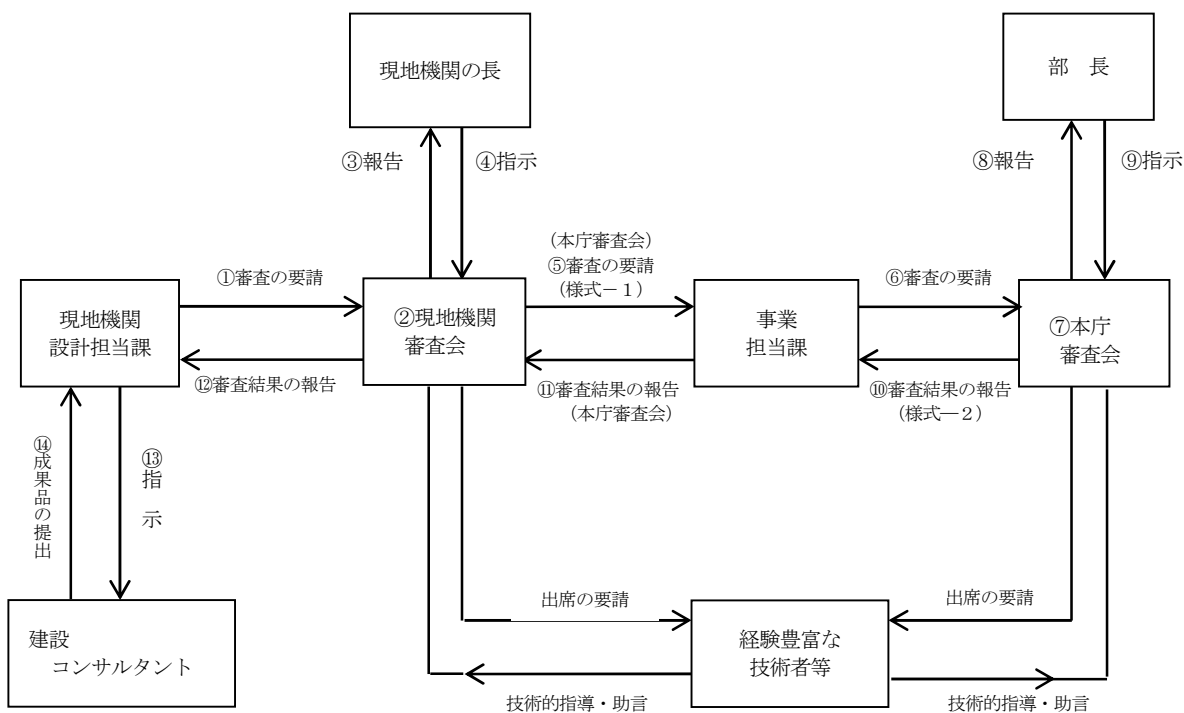 現地機関の長
部　長
③報告
④指示
⑧報告
⑨指示
(本庁審査会)
①審査の要請
⑤審査の要請
(様式－１)
⑥審査の要請
現地機関
設計担当課
②現地機関
審査会
事業
担当課
⑦本庁
審査会
⑫審査結果の報告
⑪審査結果の報告
(本庁審査会)
⑩審査結果の報告
(様式―２)
⑭成果品の提出
⑬指　示
出席の要請
出席の要請
建設
コンサルタント
経験豊富な
技術者等
技術的指導・助言
技術的指導・助言